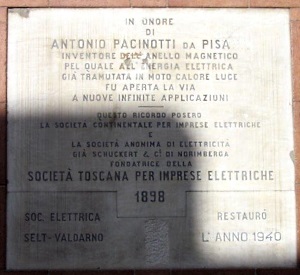 IN ONORE
DI
ANTONIO PACINOTTI DA PISA
INVENTORE DELL'ANELLO MAGNETICO
PEL QUALE ALL'ENERGIA ELETTRICA
GIÀ TRAMUTATA IN MOTO CALORE LUCE
FU APERTA LA VIA
A NUOVE INFINITE APPLICAZIONI
QUESTO RICORDO POSERO
LA SOCIETÀ CONTINENTALE PER IMPRESE ELETTRICHE
E
LA SOCIETÀ ANONIMA DI ELETTRICITÀ
GIÀ SCHUCKERT & C.I DI NORIMBERGA
FONDATRICE DELLA
SOCIETÀ TOSCANA PER IMPRESE ELETTRICHE
1898
SOC. ELETTRICA RESTAURÒ
SELT-VALDARNO L'ANNO 1940